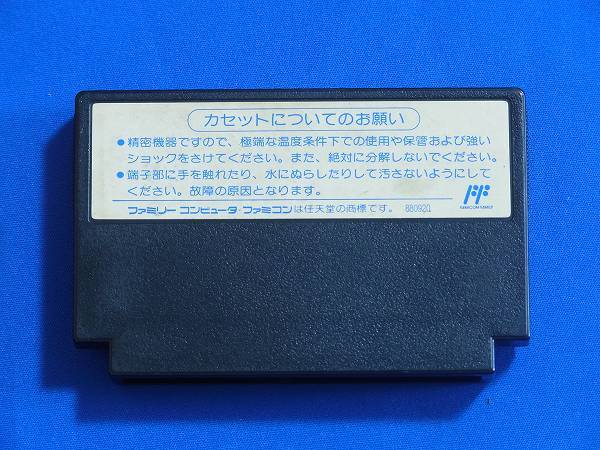 カセットについてのお願い
●精密機器ですので、極端な温度条件下での使用や保管および強い
ショックをさけてください。また、絶対に分解しないでください。
●端子部に手を触れたり、水にぬらしたりして汚さないようにして
ください。故障の原因となります。
FF
FAMICOM FAMILY
ファミリーコンピュータ・ファミコンは任天堂の商標です。 880920